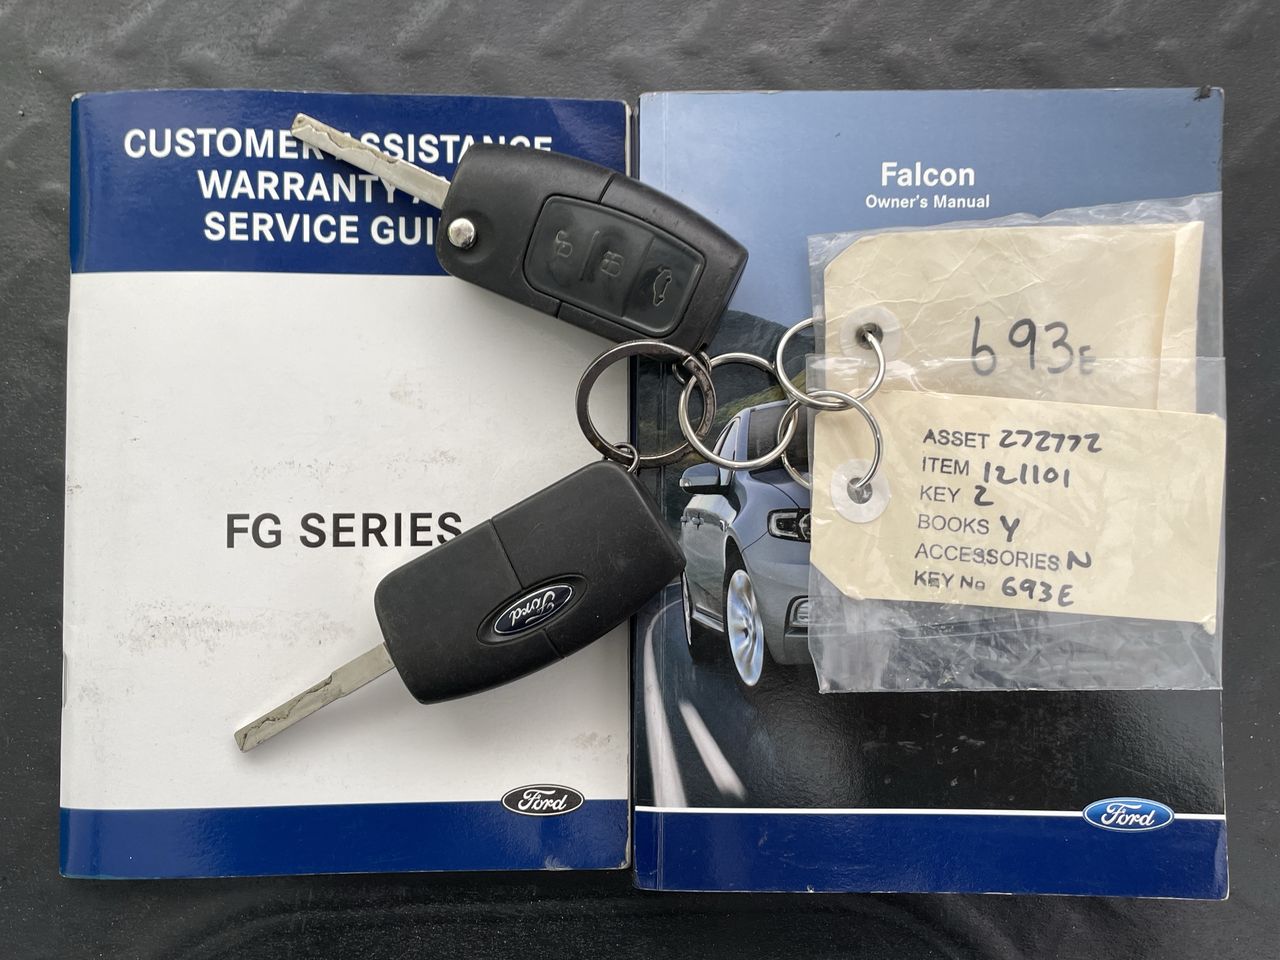 CUSTOMER ASSISTANCE
WARRANTY
SERVICE GUI
FG SERIES
Ford
Ford
Falcon
Owner's Manual
693E
ASSET 272772
ITEM 121101
KEY 2
BOOKS Y
ACCESSORIES N
KEY No 693E
Ford